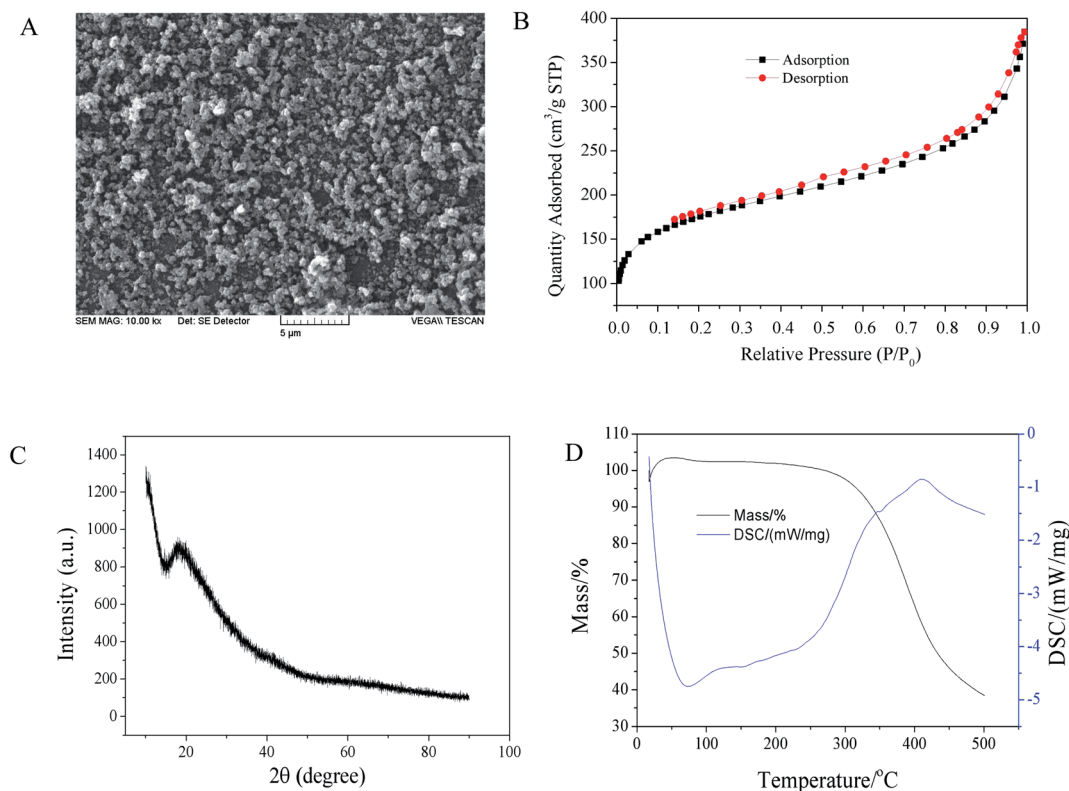 A
SEM MAG: 10.00 kx Det: SE Detector VEGA\\ TESCAN
5 µm
B
400
350
300
250
200
150
100
Quantity Adsorbed (cm³/g STP)
Adsorption
Desorption
0.0 0.1 0.2 0.3 0.4 0.5 0.6 0.7 0.8 0.9 1.0
Relative Pressure (P/P₀)
C
1400
1200
1000
800
600
400
200
0
Intensity (a.u.)
20 40 60 80 100
2θ (degree)
D
110
100
90
80
70
60
50
40
30
Mass/%
Mass/%
DSC/(mW/mg)
0
-1
-2
-3
-4
-5
DSC/(mW/mg)
0 100 200 300 400 500
Temperature/°C